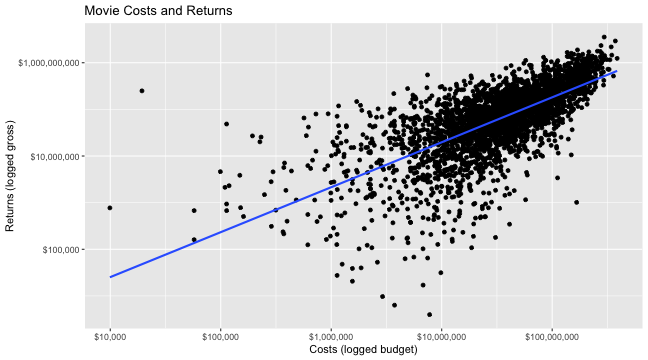 Movie Costs and Returns
Returns (logged gross)
$1,000,000,000
$10,000,000
$100,000
$10,000
$100,000
$1,000,000
$10,000,000
$100,000,000
Costs (logged budget)